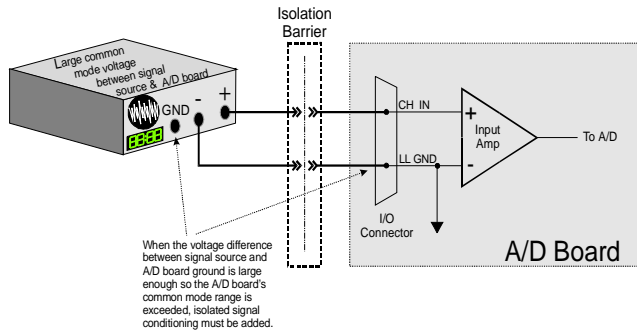 Isolation
Barrier
Large common
mode voltage
between signal
source & A/D board
GND
-
+
CH IN
LL GND
+
-
Input
Amp
To A/D
I/O
Connector
A/D Board
When the voltage difference
between signal source and
A/D board ground is large
enough so the A/D board's
common mode range is
exceeded, isolated signal
conditioning must be added.